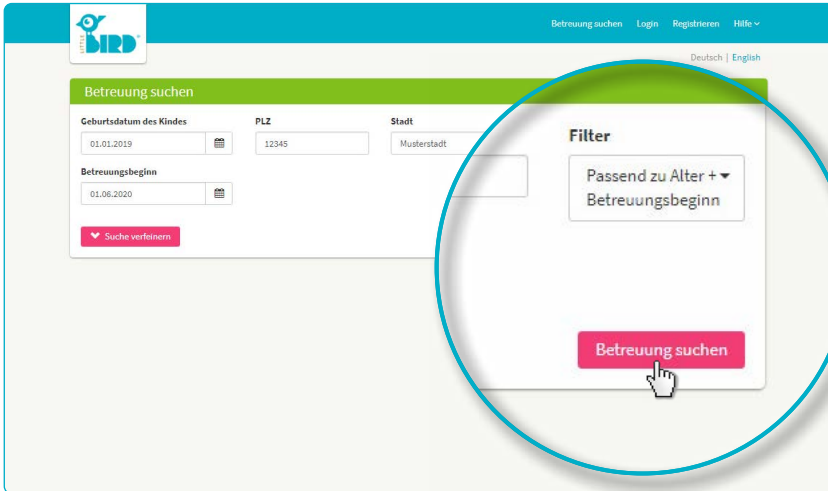 LITTLE
BIRD
Betreuung suchen Login Registrieren Hilfe
Deutsch | English
Betreuung suchen
Geburtsdatum des Kindes PLZ Stadt
01.01.2019 12345 Musterstadt
Betreuungsbeginn
01.06.2020
Suche verfeinern
Filter
Passend zu Alter +
Betreuungsbeginn
Betreuung suchen